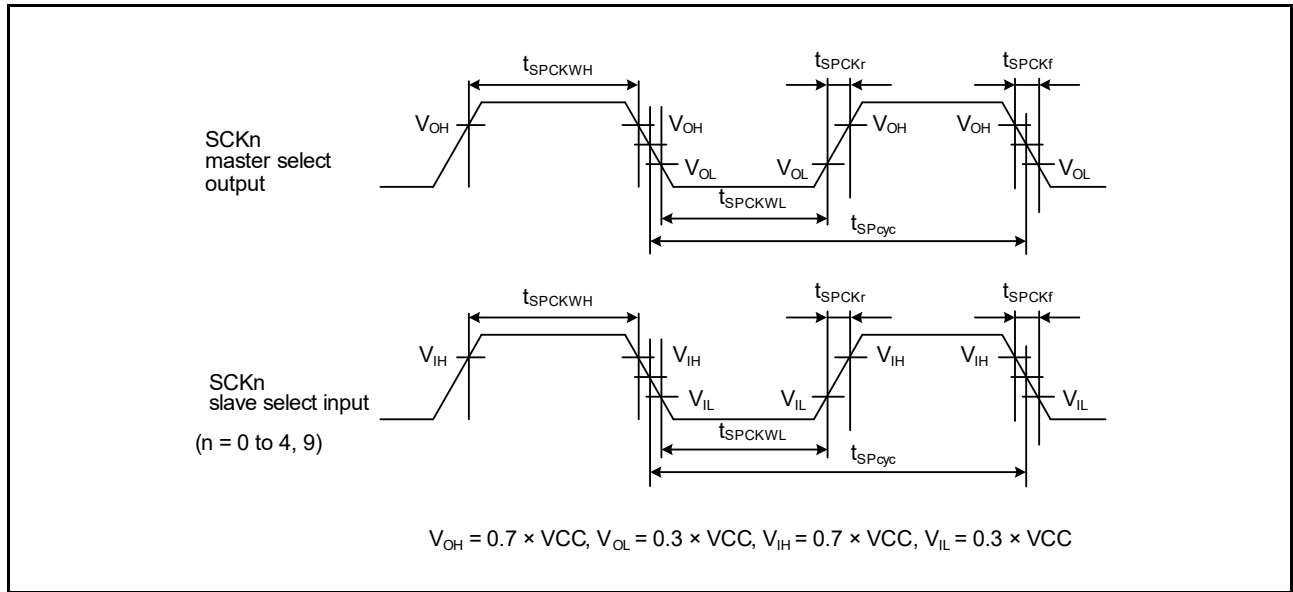 tSPCKWH
tSPCKr
tSPCKf
SCKn
master select
output
VOH
VOH
VOL
VOL
VOH
VOH
VOL
tSPCKWL
tSPcyc
tSPCKWH
tSPCKr
tSPCKf
SCKn
slave select input
(n = 0 to 4, 9)
VIH
VIH
VIL
VIL
VIH
VIH
VIL
tSPCKWL
tSPcyc
VOH = 0.7 × VCC, VOL = 0.3 × VCC, VIH = 0.7 × VCC, VIL = 0.3 × VCC